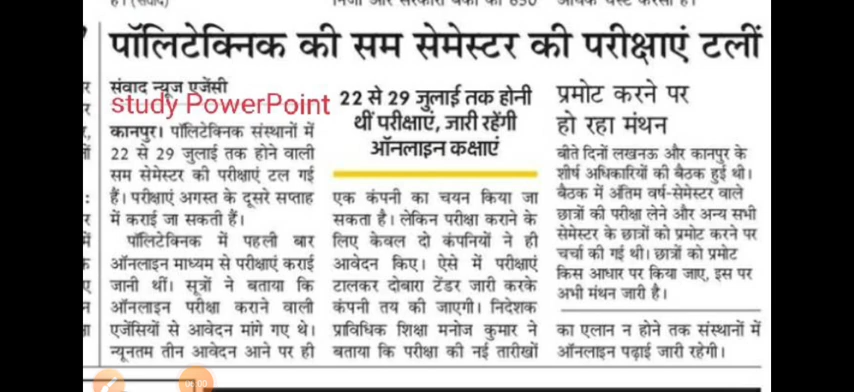 पॉलिटेक्निक की सम सेमेस्टर की परीक्षाएं टलीं
संवाद न्यूज एजेंसी
study PowerPoint
कानपुर। पॉलिटेक्निक संस्थानों में
22 से 29 जुलाई तक होने वाली
सम सेमेस्टर की परीक्षाएं टल गई
हैं। परीक्षाएं अगस्त के दूसरे सप्ताह
में कराई जा सकती हैं।
पॉलिटेक्निक में पहली बार
ऑनलाइन माध्यम से परीक्षाएं कराई
जानी थीं। सूत्रों ने बताया कि
ऑनलाइन परीक्षा कराने वाली
एजेंसियों से आवेदन मांगे गए थे।
न्यूनतम तीन आवेदन आने पर ही
22 से 29 जुलाई तक होनी
थीं परीक्षाएं, जारी रहेंगी
ऑनलाइन कक्षाएं
एक कंपनी का चयन किया जा
सकता है। लेकिन परीक्षा कराने के
लिए केवल दो कंपनियों ने ही
आवेदन किए। ऐसे में परीक्षाएं
टालकर दोबारा टेंडर जारी करके
कंपनी तय की जाएगी। निदेशक
प्राविधिक शिक्षा मनोज कुमार ने
बताया कि परीक्षा की नई तारीखों
प्रमोट करने पर
हो रहा मंथन
बीते दिनों लखनऊ और कानपुर के
शीर्ष अधिकारियों की बैठक हुई थी।
बैठक में अंतिम वर्ष-सेमेस्टर वाले
छात्रों की परीक्षा लेने और अन्य सभी
सेमेस्टर के छात्रों को प्रमोट करने पर
चर्चा की गई थी। छात्रों को प्रमोट
किस आधार पर किया जाए, इस पर
अभी मंथन जारी है।
का एलान न होने तक संस्थानों में
ऑनलाइन पढ़ाई जारी रहेगी।